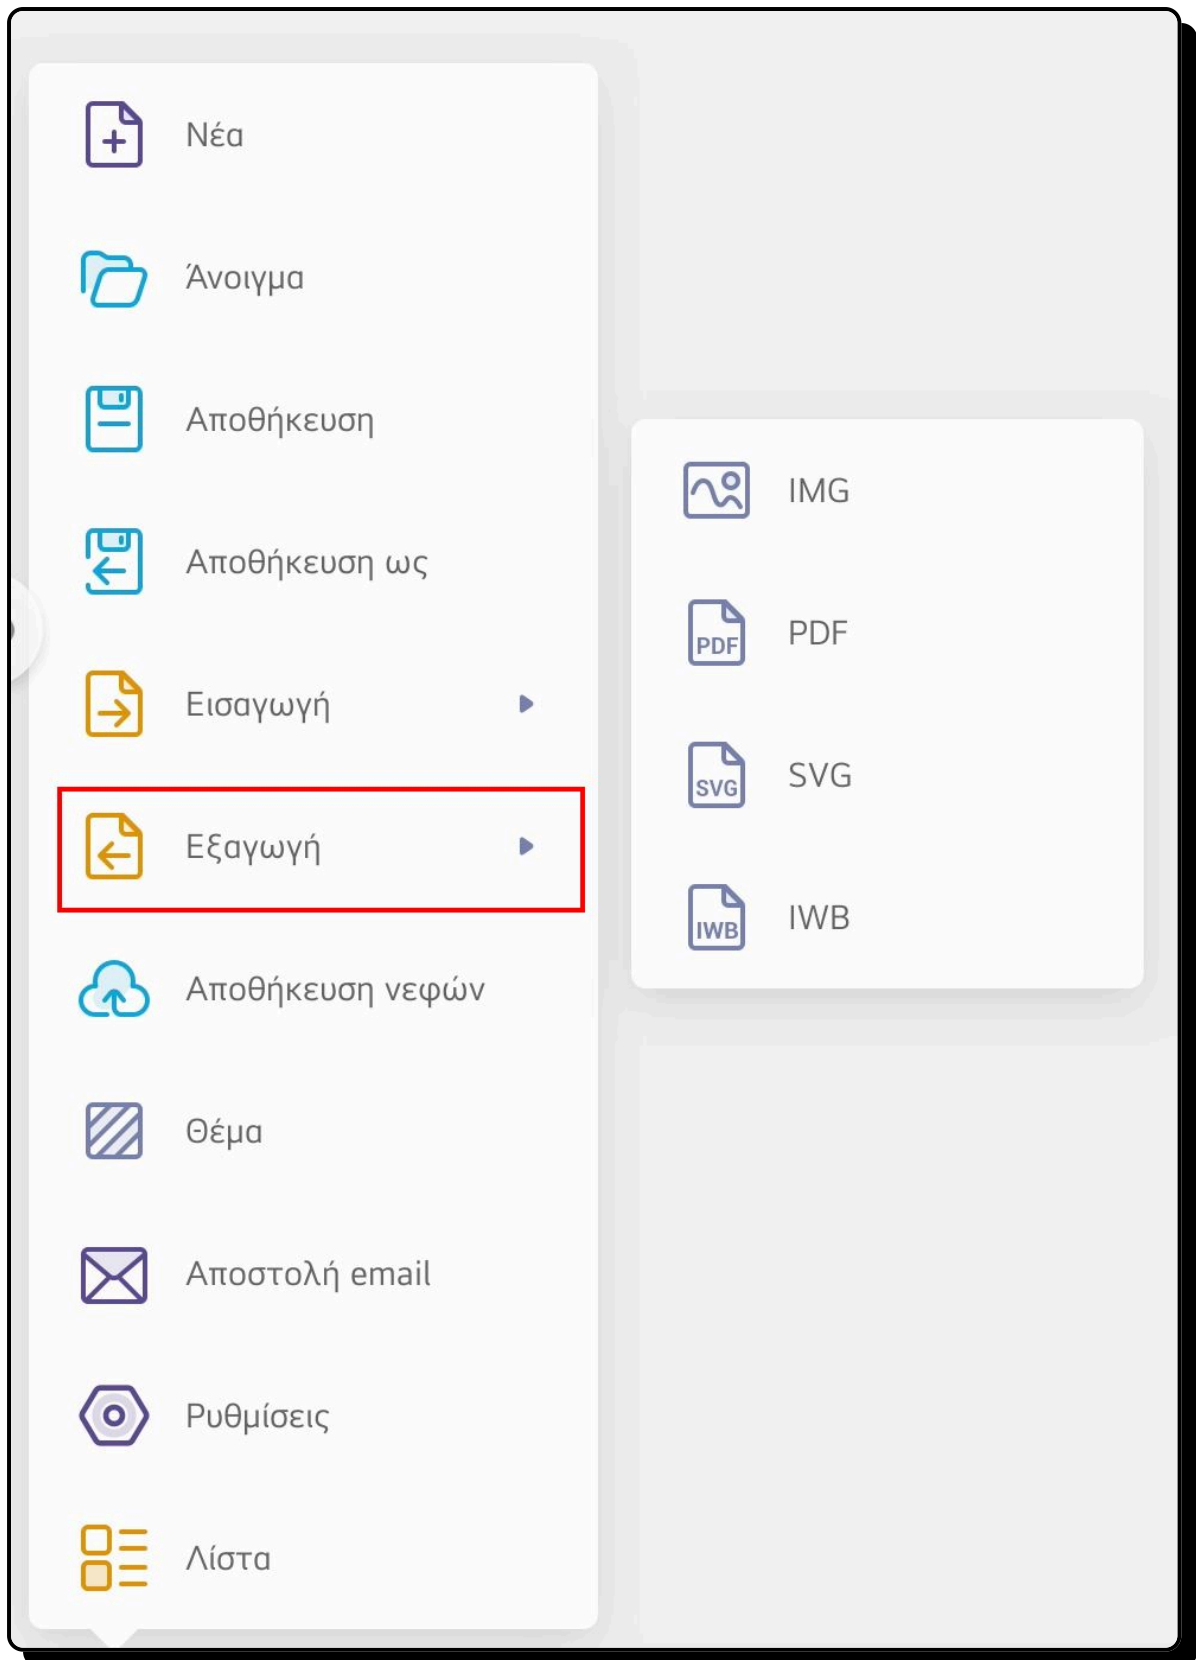 Νέα
Άνοιγμα
Αποθήκευση
Αποθήκευση ως
Εισαγωγή
Εξαγωγή
Αποθήκευση νεφών
Θέμα
Αποστολή email
Ρυθμίσεις
Λίστα
IMG
PDF PDF
SVG SVG
IWB IWB